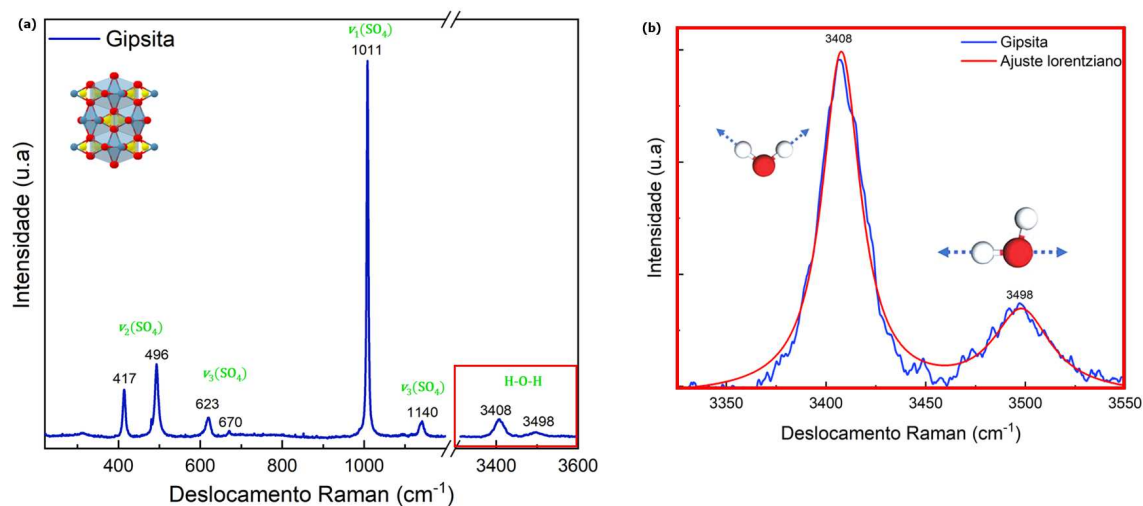 (a)
Gipsita
ν₁(SO₄)
1011
ν₂(SO₄)
417
496
ν₃(SO₄)
623
670
ν₃(SO₄)
1140
H-O-H
3408
3498
Intensidade (u.a)
400
600
800
1000
3400
3600
Deslocamento Raman (cm⁻¹)
(b)
3408
Gipsita
Ajuste lorentziano
3498
Intensidade (u.a)
3350
3400
3450
3500
3550
Deslocamento Raman (cm⁻¹)